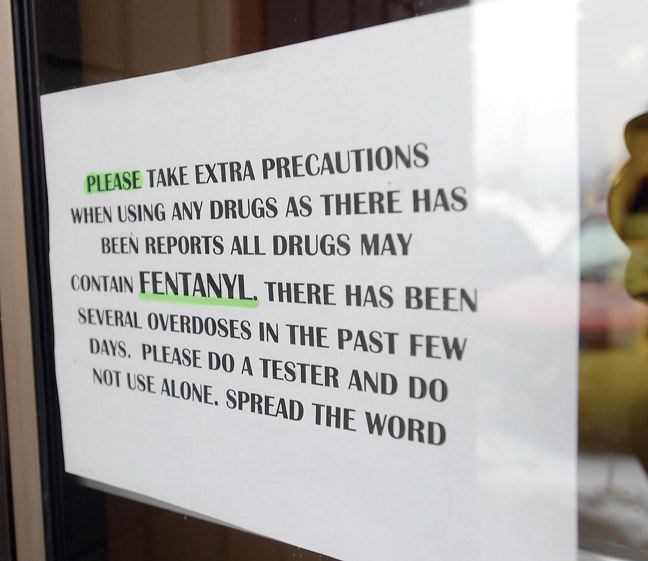 PLEASE TAKE EXTRA PRECAUTIONS
WHEN USING ANY DRUGS AS THERE HAS
BEEN REPORTS ALL DRUGS MAY
CONTAIN FENTANYL. THERE HAS BEEN
SEVERAL OVERDOSES IN THE PAST FEW
DAYS. PLEASE DO A TESTER AND DO
NOT USE ALONE. SPREAD THE WORD